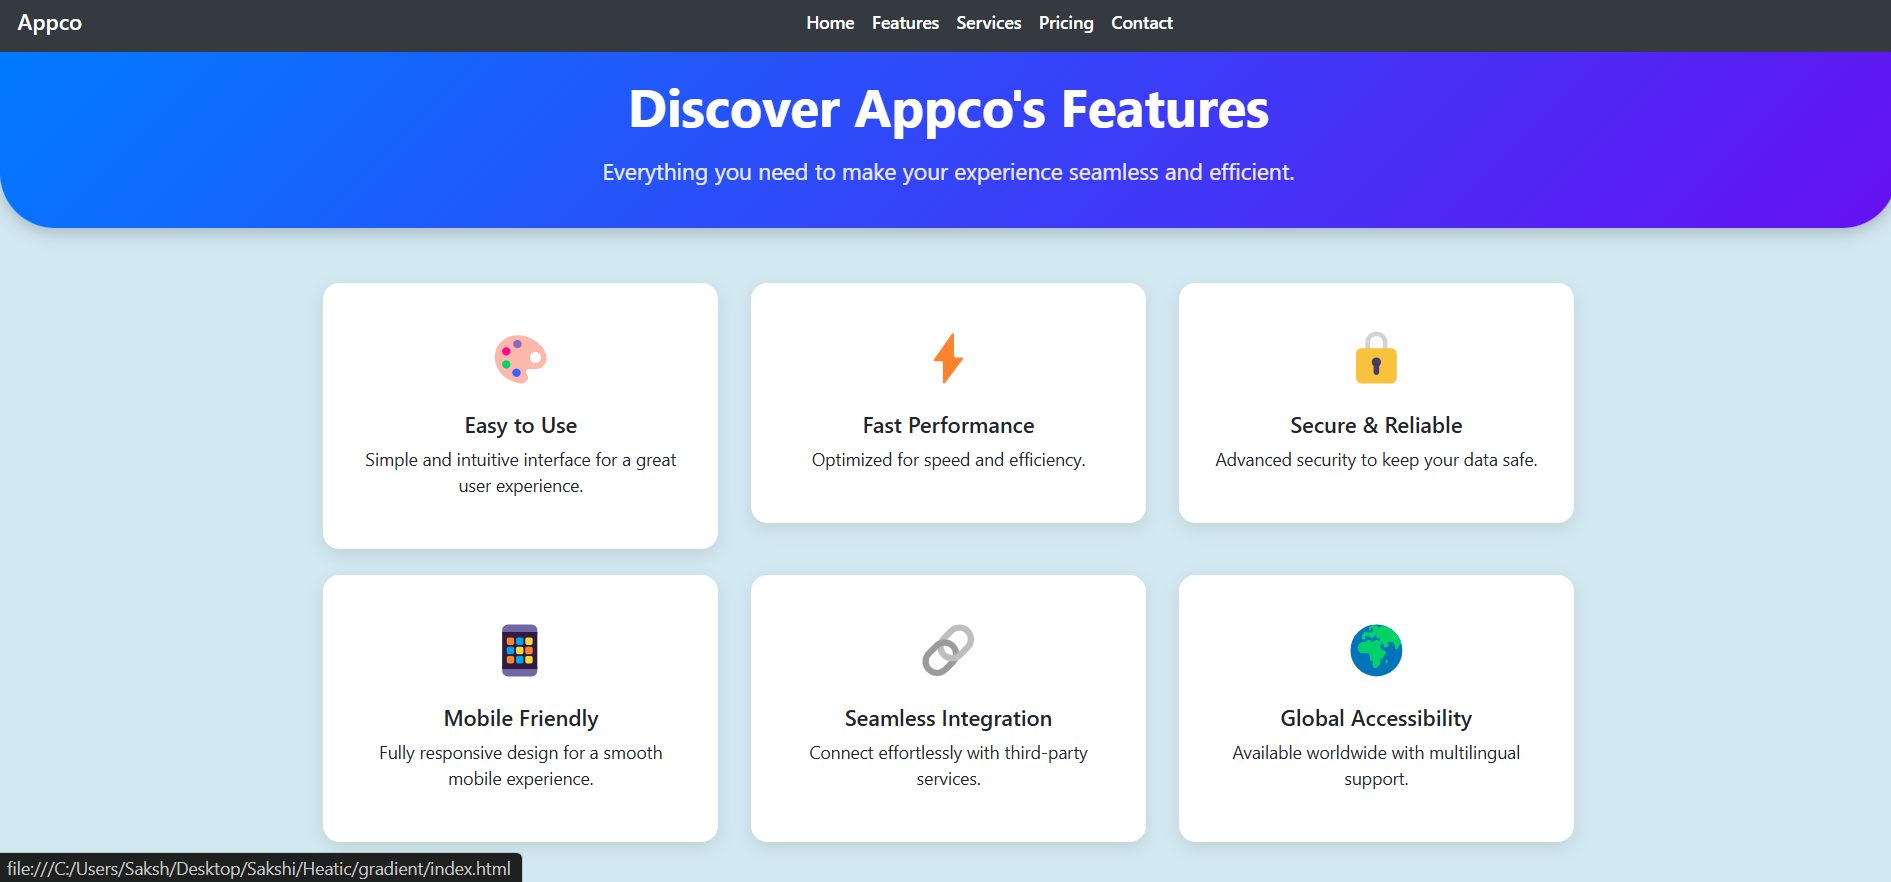 Appco
Home Features Services Pricing Contact
Discover Appco's Features
Everything you need to make your experience seamless and efficient.
Easy to Use
Simple and intuitive interface for a great
user experience.
Fast Performance
Optimized for speed and efficiency.
Secure & Reliable
Advanced security to keep your data safe.
Mobile Friendly
Fully responsive design for a smooth
mobile experience.
Seamless Integration
Connect effortlessly with third-party
services.
Global Accessibility
Available worldwide with multilingual
support.
file:///C:/Users/Saksh/Desktop/Sakshi/Heatic/gradient/index.html